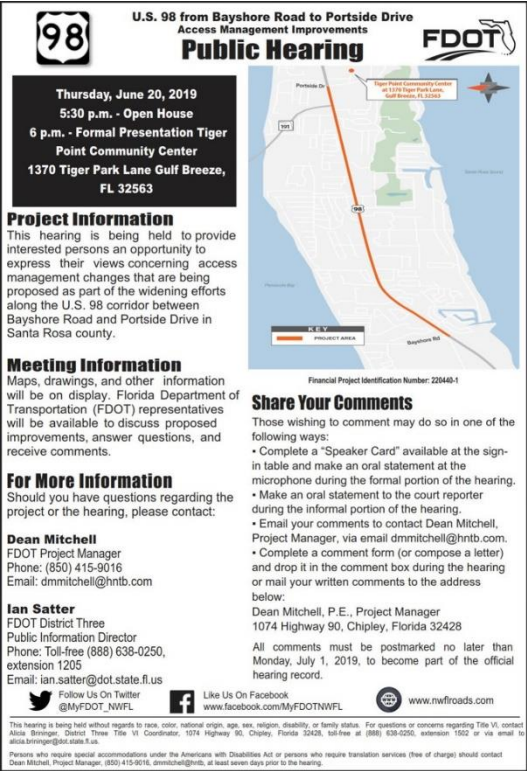 98
U.S. 98 from Bayshore Road to Portside Drive
Access Management Improvements
Public Hearing
FDOT
Thursday, June 20, 2019
5:30 p.m. - Open House
6 p.m. - Formal Presentation Tiger
Point Community Center
1370 Tiger Park Lane Gulf Breeze,
FL 32563
Portside Dr
Tiger Point Community Center
at 1370 Tiger Park Lane,
Gulf Breeze, FL 32563
98
Bayshore Rd
KEY
PROJECT AREA
Financial Project Identification Number: 220440-1
Project Information
This hearing is being held to provide
interested persons an opportunity to
express their views concerning access
management changes that are being
proposed as part of the widening efforts
along the U.S. 98 corridor between
Bayshore Road and Portside Drive in
Santa Rosa county.
Meeting Information
Maps, drawings, and other information
will be on display. Florida Department of
Transportation (FDOT) representatives
will be available to discuss proposed
improvements, answer questions, and
receive comments.
For More Information
Should you have questions regarding the
project or the hearing, please contact:
Dean Mitchell
FDOT Project Manager
Phone: (850) 415-9016
Email: dmmitchell@hntb.com
Ian Satter
FDOT District Three
Public Information Director
Phone: Toll-free (888) 638-0250,
extension 1205
Email: ian.satter@dot.state.fl.us
Share Your Comments
Those wishing to comment may do so in one of the
following ways:
• Complete a “Speaker Card” available at the sign-
in table and make an oral statement at the
microphone during the formal portion of the hearing.
• Make an oral statement to the court reporter
during the informal portion of the hearing.
• Email your comments to contact Dean Mitchell,
Project Manager, via email dmmitchell@hntb.com.
• Complete a comment form (or compose a letter)
and drop it in the comment box during the hearing
or mail your written comments to the address
below:
Dean Mitchell, P.E., Project Manager
1074 Highway 90, Chipley, Florida 32428
All comments must be postmarked no later than
Monday, July 1, 2019, to become part of the official
hearing record.
Follow Us On Twitter
@MyFDOT_NWFL
Like Us On Facebook
www.facebook.com/MyFDOTNWFL
www.nwflroads.com
This hearing is being held without regards to race, color, national origin, age, sex, religion, disability, or family status. For questions or concerns regarding Title VI, contact
Alicia Brininger, District Three Title VI Coordinator, 1074 Highway 90, Chipley, Florida 32428, toll-free at (888) 638-0250, extension 1502 or via email to
alicia.brininger@dot.state.fl.us.
Persons who require special accommodations under the Americans with Disabilities Act or persons who require translation services (free of charge) should contact
Dean Mitchell, Project Manager, (850) 415-9016, dmmitchell@hntb, at least seven days prior to the hearing.